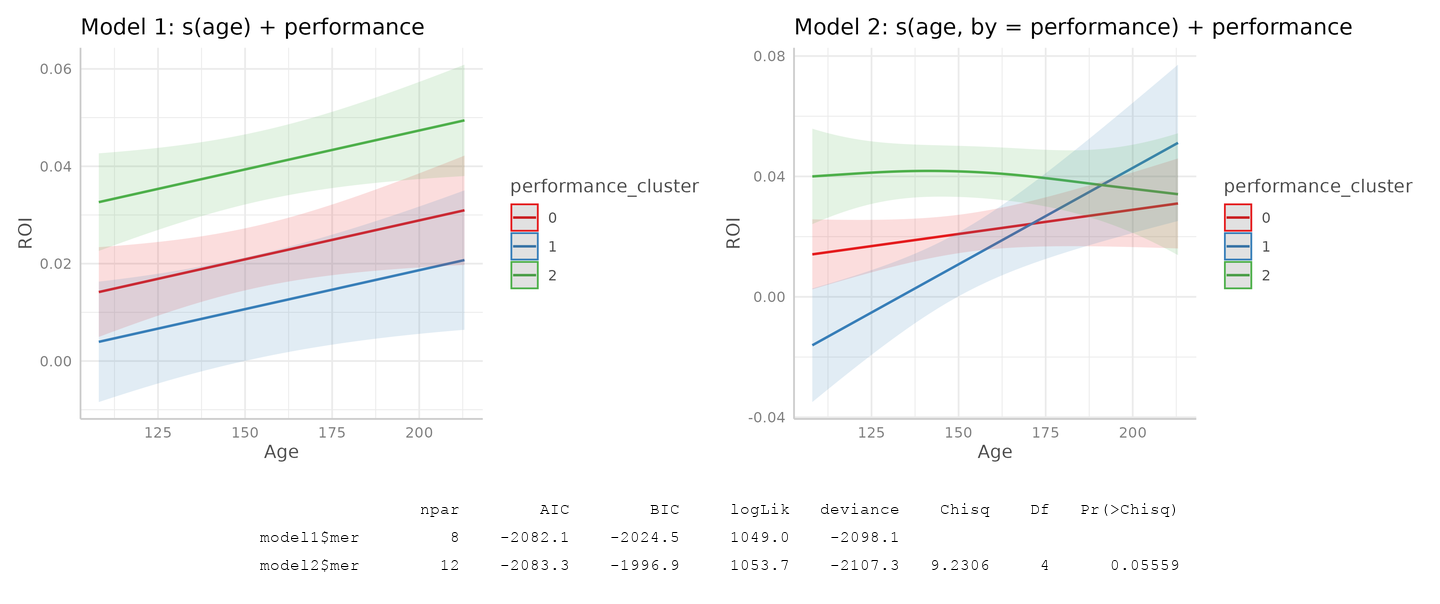 Model 1: s(age) + performance
0.06
0.04
0.02
0.00
ROI
125 150 175 200
Age
performance_cluster
0
1
2
Model 2: s(age, by = performance) + performance
0.08
0.04
0.00
-0.04
ROI
125 150 175 200
Age
performance_cluster
0
1
2
npar AIC BIC logLik deviance Chisq Df Pr(>Chisq)
model1$mer 8 -2082.1 -2024.5 1049.0 -2098.1
model2$mer 12 -2083.3 -1996.9 1053.7 -2107.3 9.2306 4 0.05559